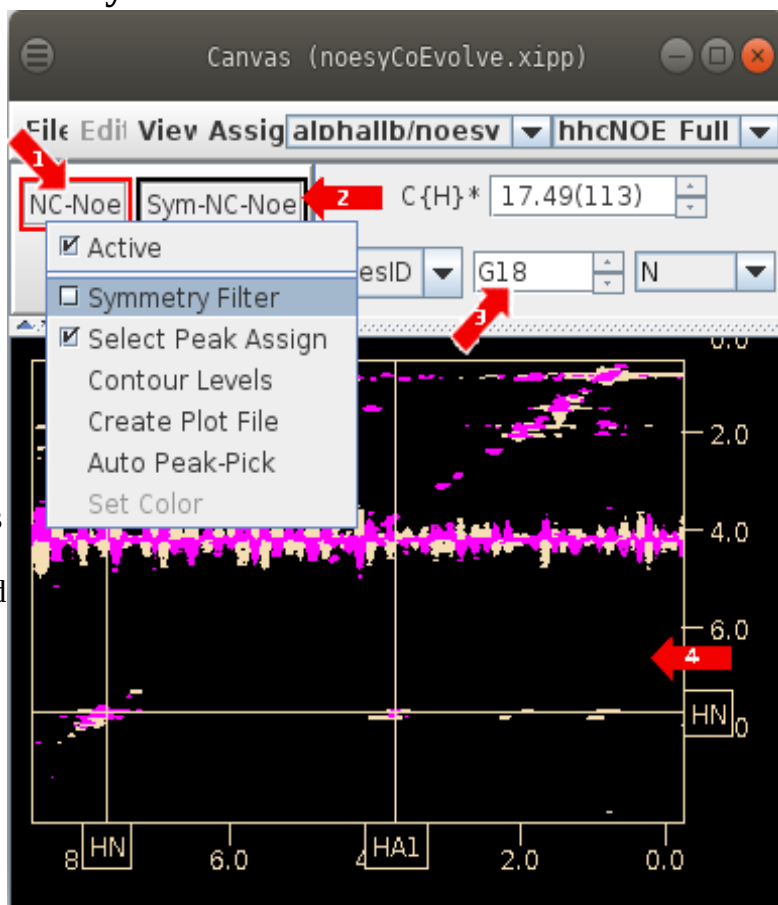 y
Canvas (noesyCoEvolve.xipp)
File Edit View Assig alphallb/noesy hhcNOE Full
1
NC-Noe Sym-NC-Noe 2 C{H}* 17.49(113)
Active
esID G18 N
Symmetry Filter
3
Select Peak Assign
0.0
Contour Levels
Create Plot File
2.0
Auto Peak-Pick
Set Color
s
4.0
d
6.0
4
HN 0
8 HN 6.0 4 HA1 2.0 0.0